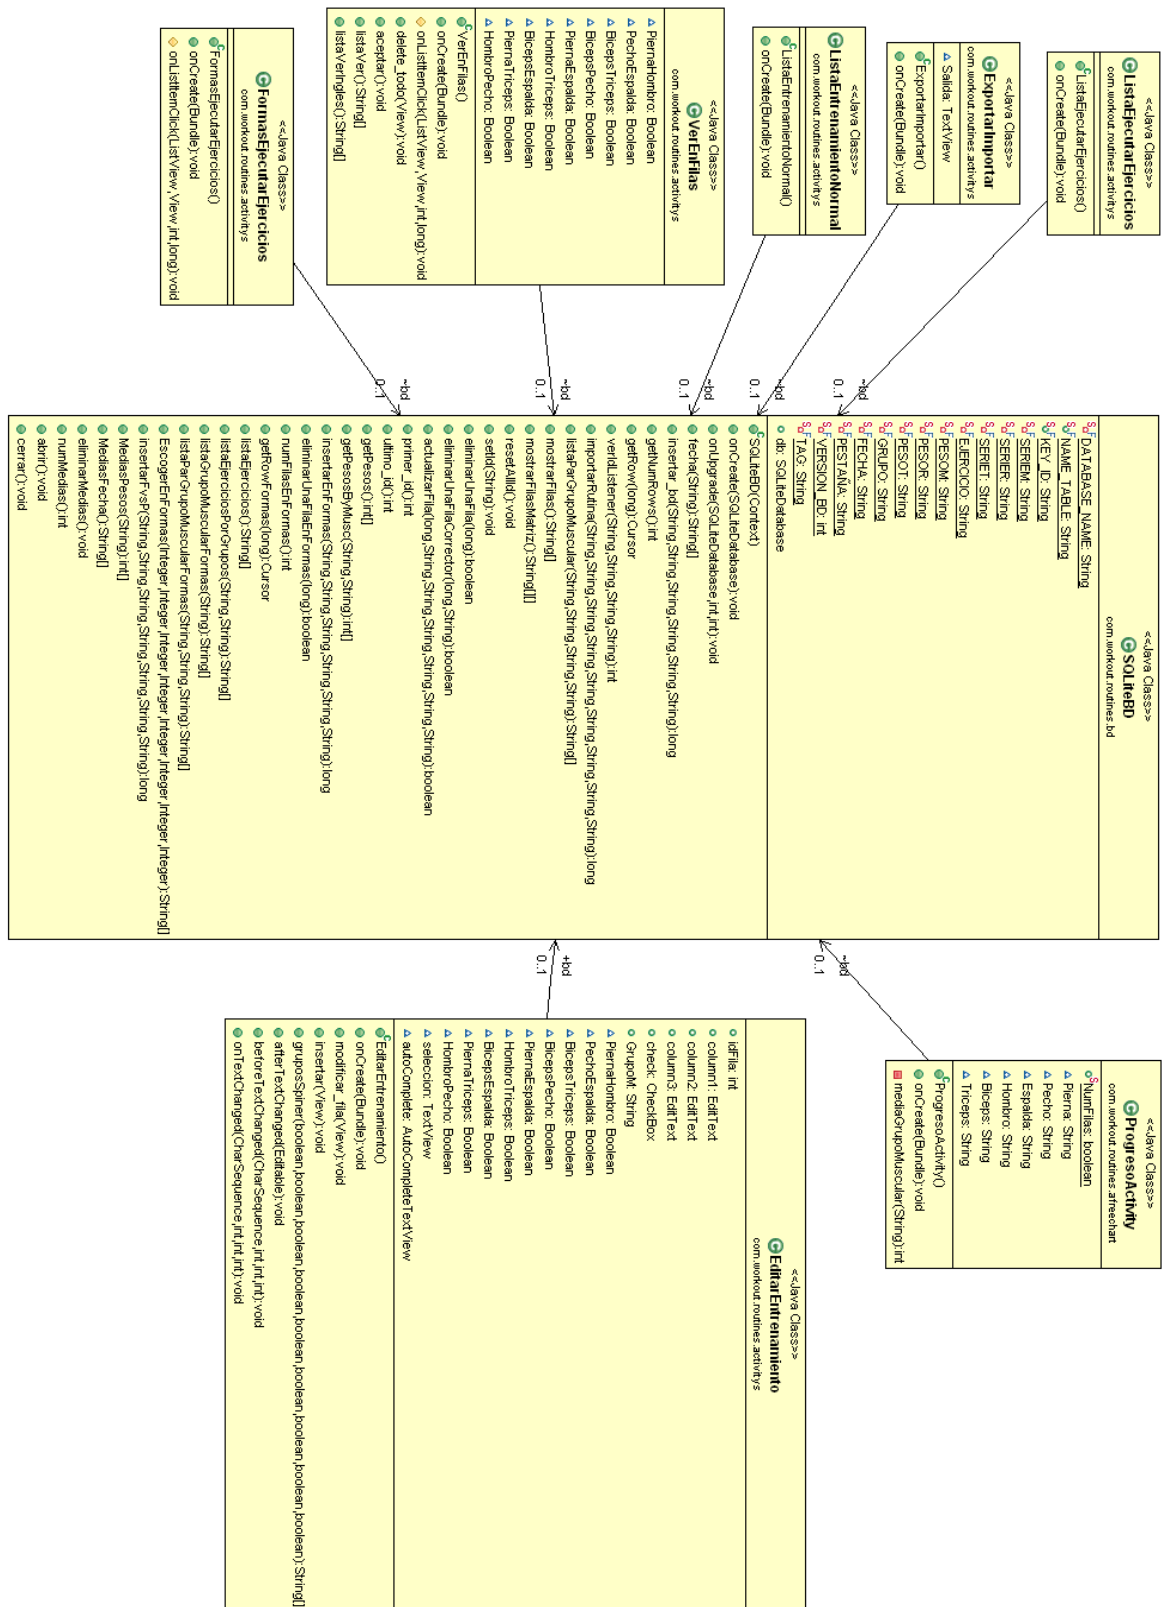 <<Java Class>>
ListaEjecutarEjercicios
com.workout.routines.activitys
ListaEjecutarEjercicios()
onCreate(Bundle):void
<<Java Class>>
ExportarImportar
com.workout.routines.activitys
Salida: TextView
ExportarImportar()
onCreate(Bundle):void
<<Java Class>>
ListaEntrenamientoNormal
com.workout.routines.activitys
ListaEntrenamientoNormal()
onCreate(Bundle):void
<<Java Class>>
VerEnFilas
com.workout.routines.activitys
PiernaHombro: Boolean
PechoEspalda: Boolean
BicepsTriceps: Boolean
BicepsPecho: Boolean
PiernaEspalda: Boolean
HombroTriceps: Boolean
BicepsEspalda: Boolean
PiernaTriceps: Boolean
HombroPecho: Boolean
VerEnFilas()
onCreate(Bundle):void
onListItemClick(ListView,View,int,long):void
delete_todo(View):void
aceptar():void
listaVer():String[]
listaVerIngles():String[]
<<Java Class>>
FormasEjecutarEjercicios
com.workout.routines.activitys
FormasEjecutarEjercicios()
onCreate(Bundle):void
onListItemClick(ListView,View,int,long):void
~bd
0..1
~bd
0..1
~bd
0..1
~bd
0..1
~bd
0..1
<<Java Class>>
SQLiteBD
com.workout.routines.bd
DATABASE_NAME: String
NAME_TABLE: String
KEY_ID: String
SERIEM: String
SERIER: String
SERIET: String
EJERCICIO: String
PESOM: String
PESOR: String
PESOT: String
GRUPO: String
FECHA: String
PESTAÑA: String
VERSION_BD: int
TAG: String
db: SQLiteDatabase
SQLiteBD(Context)
onCreate(SQLiteDatabase):void
onUpgrade(SQLiteDatabase,int,int):void
fecha(String):String[]
insertar_bd(String,String,String,String,String):long
getNumRows():int
getRow(long):Cursor
verIdListener(String,String,String):int
importarRutina(String,String,String,String,String,String,String,String):long
listaParGrupoMuscular(String,String,String):String[]
mostrarFilas():String[]
mostrarFilasMatriz():String[][]
resetAllId():void
setId(String):void
eliminarUnaFila(long):boolean
eliminarUnaFilaCorrector(long,String):boolean
actualizarFila(long,String,String,String,String):boolean
primer_id():int
ultimo_id():int
getPesos():int[]
getPesosByMusc(String,String):int[]
insertarEnFormas(String,String,String,String,String):long
eliminarUnaFilaEnFormas(long):boolean
numFilasEnFormas():int
getRowFormas(long):Cursor
listaEjercicios():String[]
listaEjerciciosPorGrupos(String,String):String[]
listaGrupoMuscularFormas(String):String[]
listaParGrupoMuscularFormas(String,String,String):String[]
EscogerEnFormas(Integer,Integer,Integer,Integer,Integer,Integer,Integer,Integer):String[]
insertarFvsP(String,String,String,String,String,String,String):long
MediasPesos(String):int[]
MediasFecha():String[]
eliminarMedias():void
numMedias():int
abrir():void
cerrar():void
~bd
0..1
+bd
0..1
<<Java Class>>
ProgresoActivity
com.workout.routines.afreechart
NumFilas: boolean
Pierna: String
Pecho: String
Espalda: String
Hombro: String
Biceps: String
Triceps: String
ProgresoActivity()
onCreate(Bundle):void
mediaGrupoMuscular(String):int
<<Java Class>>
EditarEntrenamiento
com.workout.routines.activitys
idFila: int
column1: EditText
column2: EditText
column3: EditText
check: CheckBox
GrupoM: String
PiernaHombro: Boolean
PechoEspalda: Boolean
BicepsTriceps: Boolean
BicepsPecho: Boolean
PiernaEspalda: Boolean
HombroTriceps: Boolean
BicepsEspalda: Boolean
PiernaTriceps: Boolean
HombroPecho: Boolean
seleccion: TextView
autoComplete: AutoCompleteTextView
EditarEntrenamiento()
onCreate(Bundle):void
modificar_fila(View):void
insertar(View):void
gruposSpiner(boolean,boolean,boolean,boolean,boolean,boolean,boolean,boolean,boolean):String[]
afterTextChanged(Editable):void
beforeTextChanged(CharSequence,int,int,int):void
onTextChanged(CharSequence,int,int,int):void